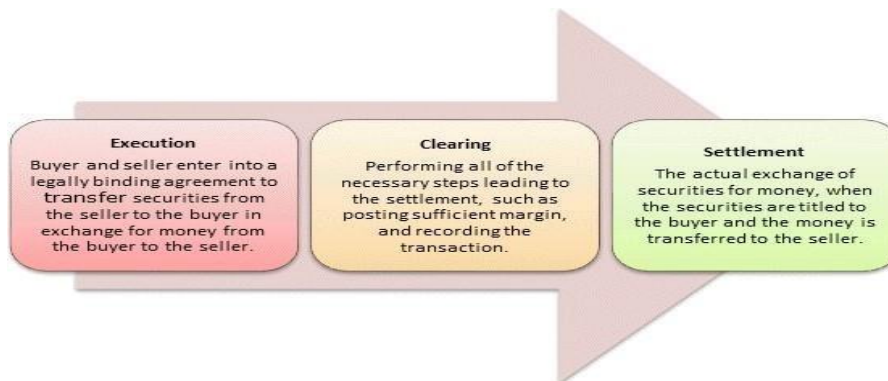 Execution
Buyer and seller enter into a
legally binding agreement to
transfer securities from
the seller to the buyer in
exchange for money from
the buyer to the seller.
Clearing
Performing all of the
necessary steps leading to
the settlement, such as
posting sufficient margin,
and recording the
transaction.
Settlement
The actual exchange of
securities for money, when
the securities are titled to
the buyer and the money is
transferred to the seller.